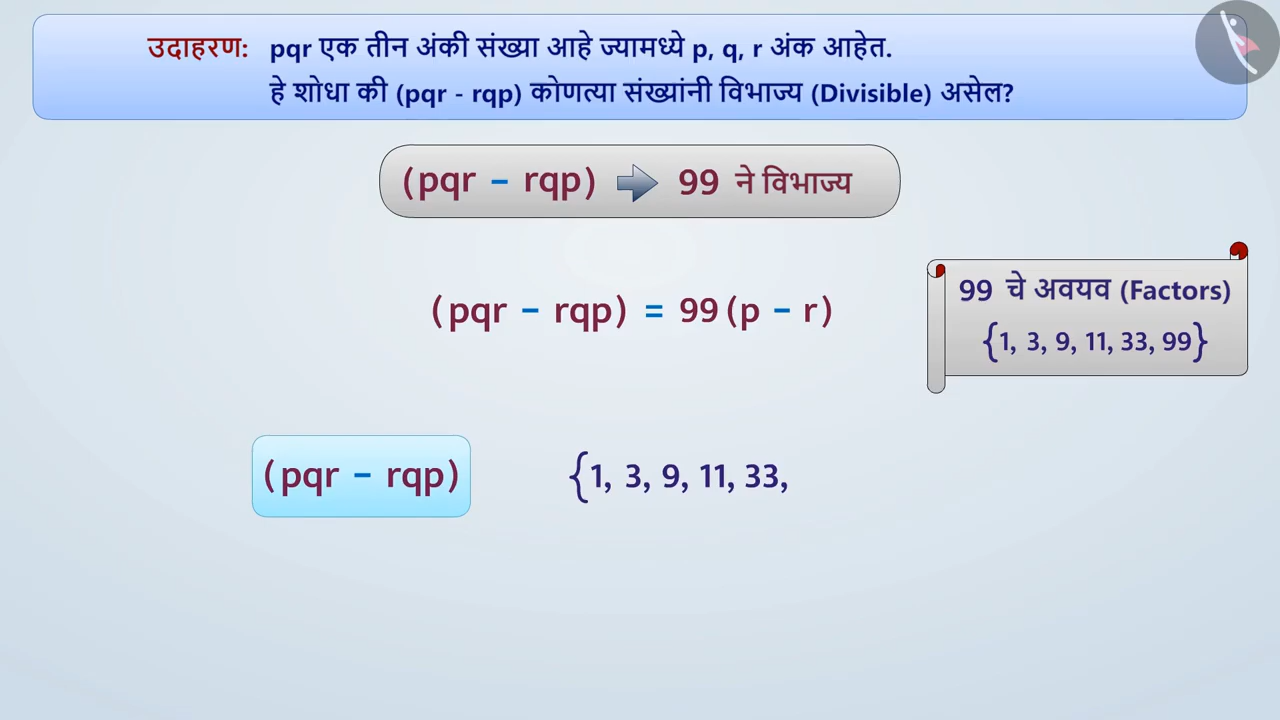 उदाहरण: pqr एक तीन अंकी संख्या आहे ज्यामध्ये p, q, r अंक आहेत.
हे शोधा की (pqr - rqp) कोणत्या संख्यांनी विभाज्य (Divisible) असेल?
(pqr - rqp) ➡ 99 ने विभाज्य
(pqr - rqp) = 99(p - r)
99 चे अवयव (Factors)
{1, 3, 9, 11, 33, 99}
(pqr - rqp) {1, 3, 9, 11, 33,